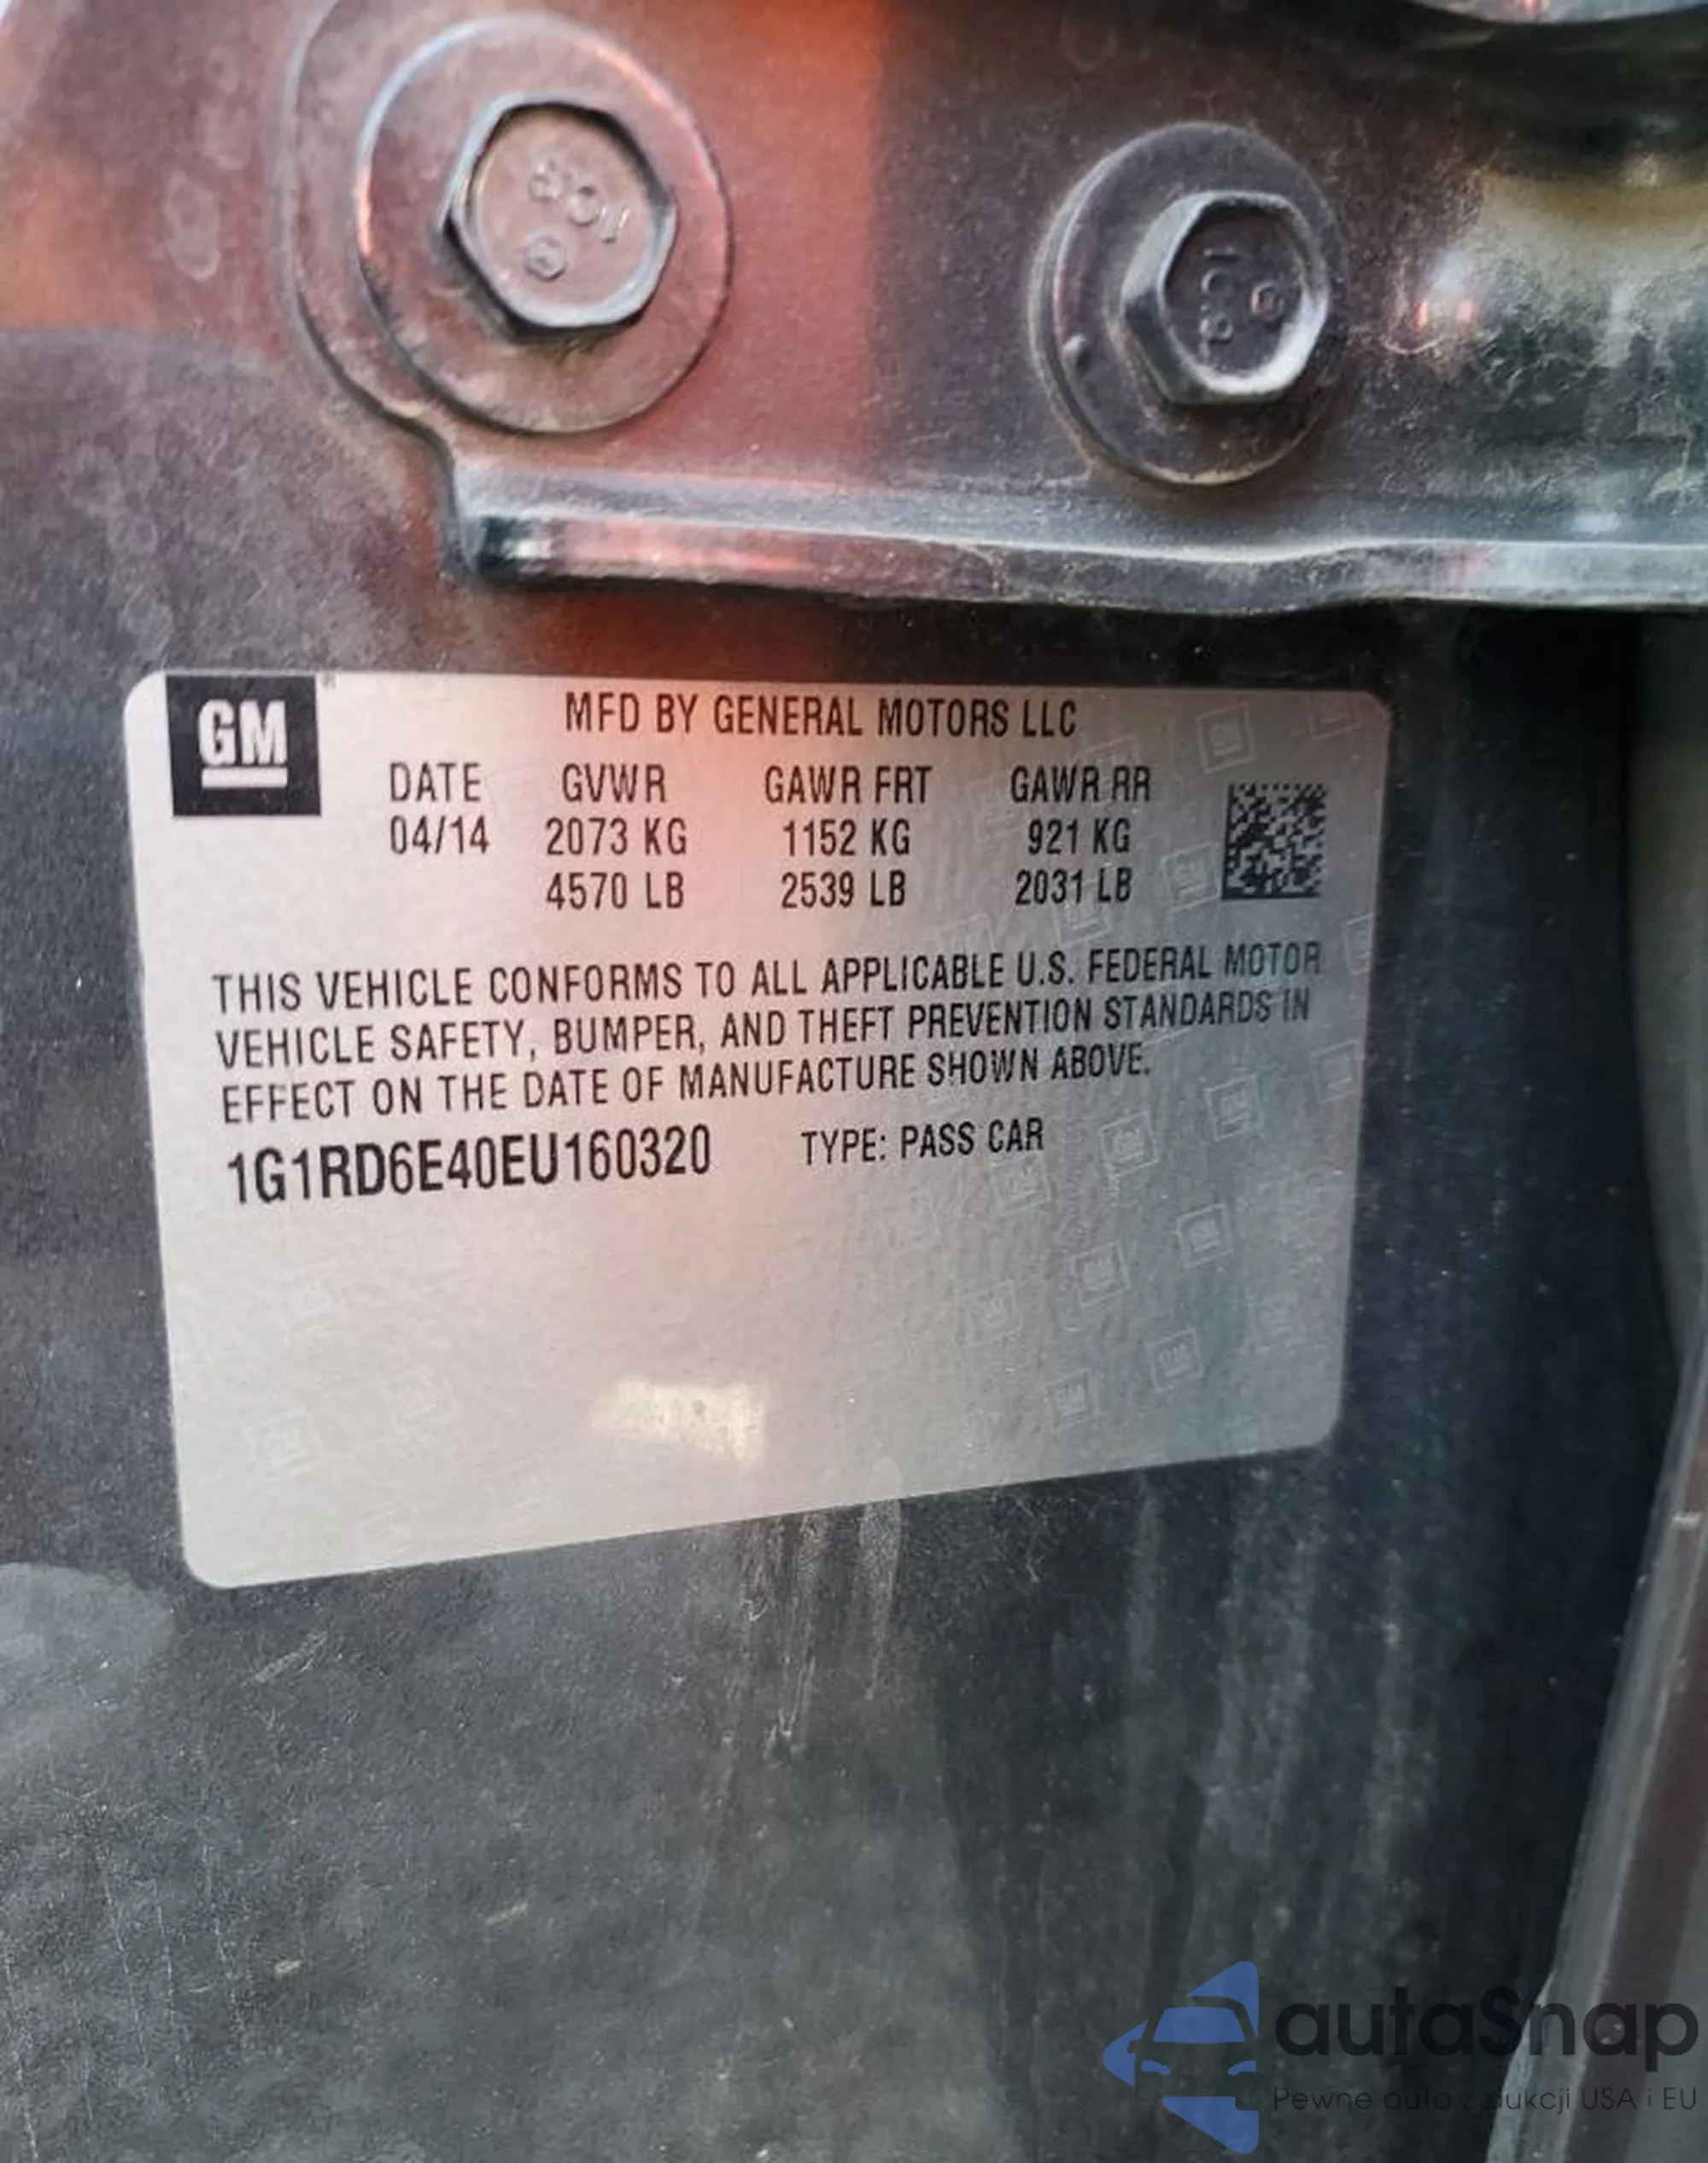 GM
MFD BY GENERAL MOTORS LLC
DATE GVWR GAWR FRT GAWR RR
04/14 2073 KG 1152 KG 921 KG
4570 LB 2539 LB 2031 LB
THIS VEHICLE CONFORMS TO ALL APPLICABLE U.S. FEDERAL MOTOR
VEHICLE SAFETY, BUMPER, AND THEFT PREVENTION STANDARDS IN
EFFECT ON THE DATE OF MANUFACTURE SHOWN ABOVE.
1G1RD6E40EU160320 TYPE: PASS CAR
autaSnap
Pewne auto z aukcji USA i EU